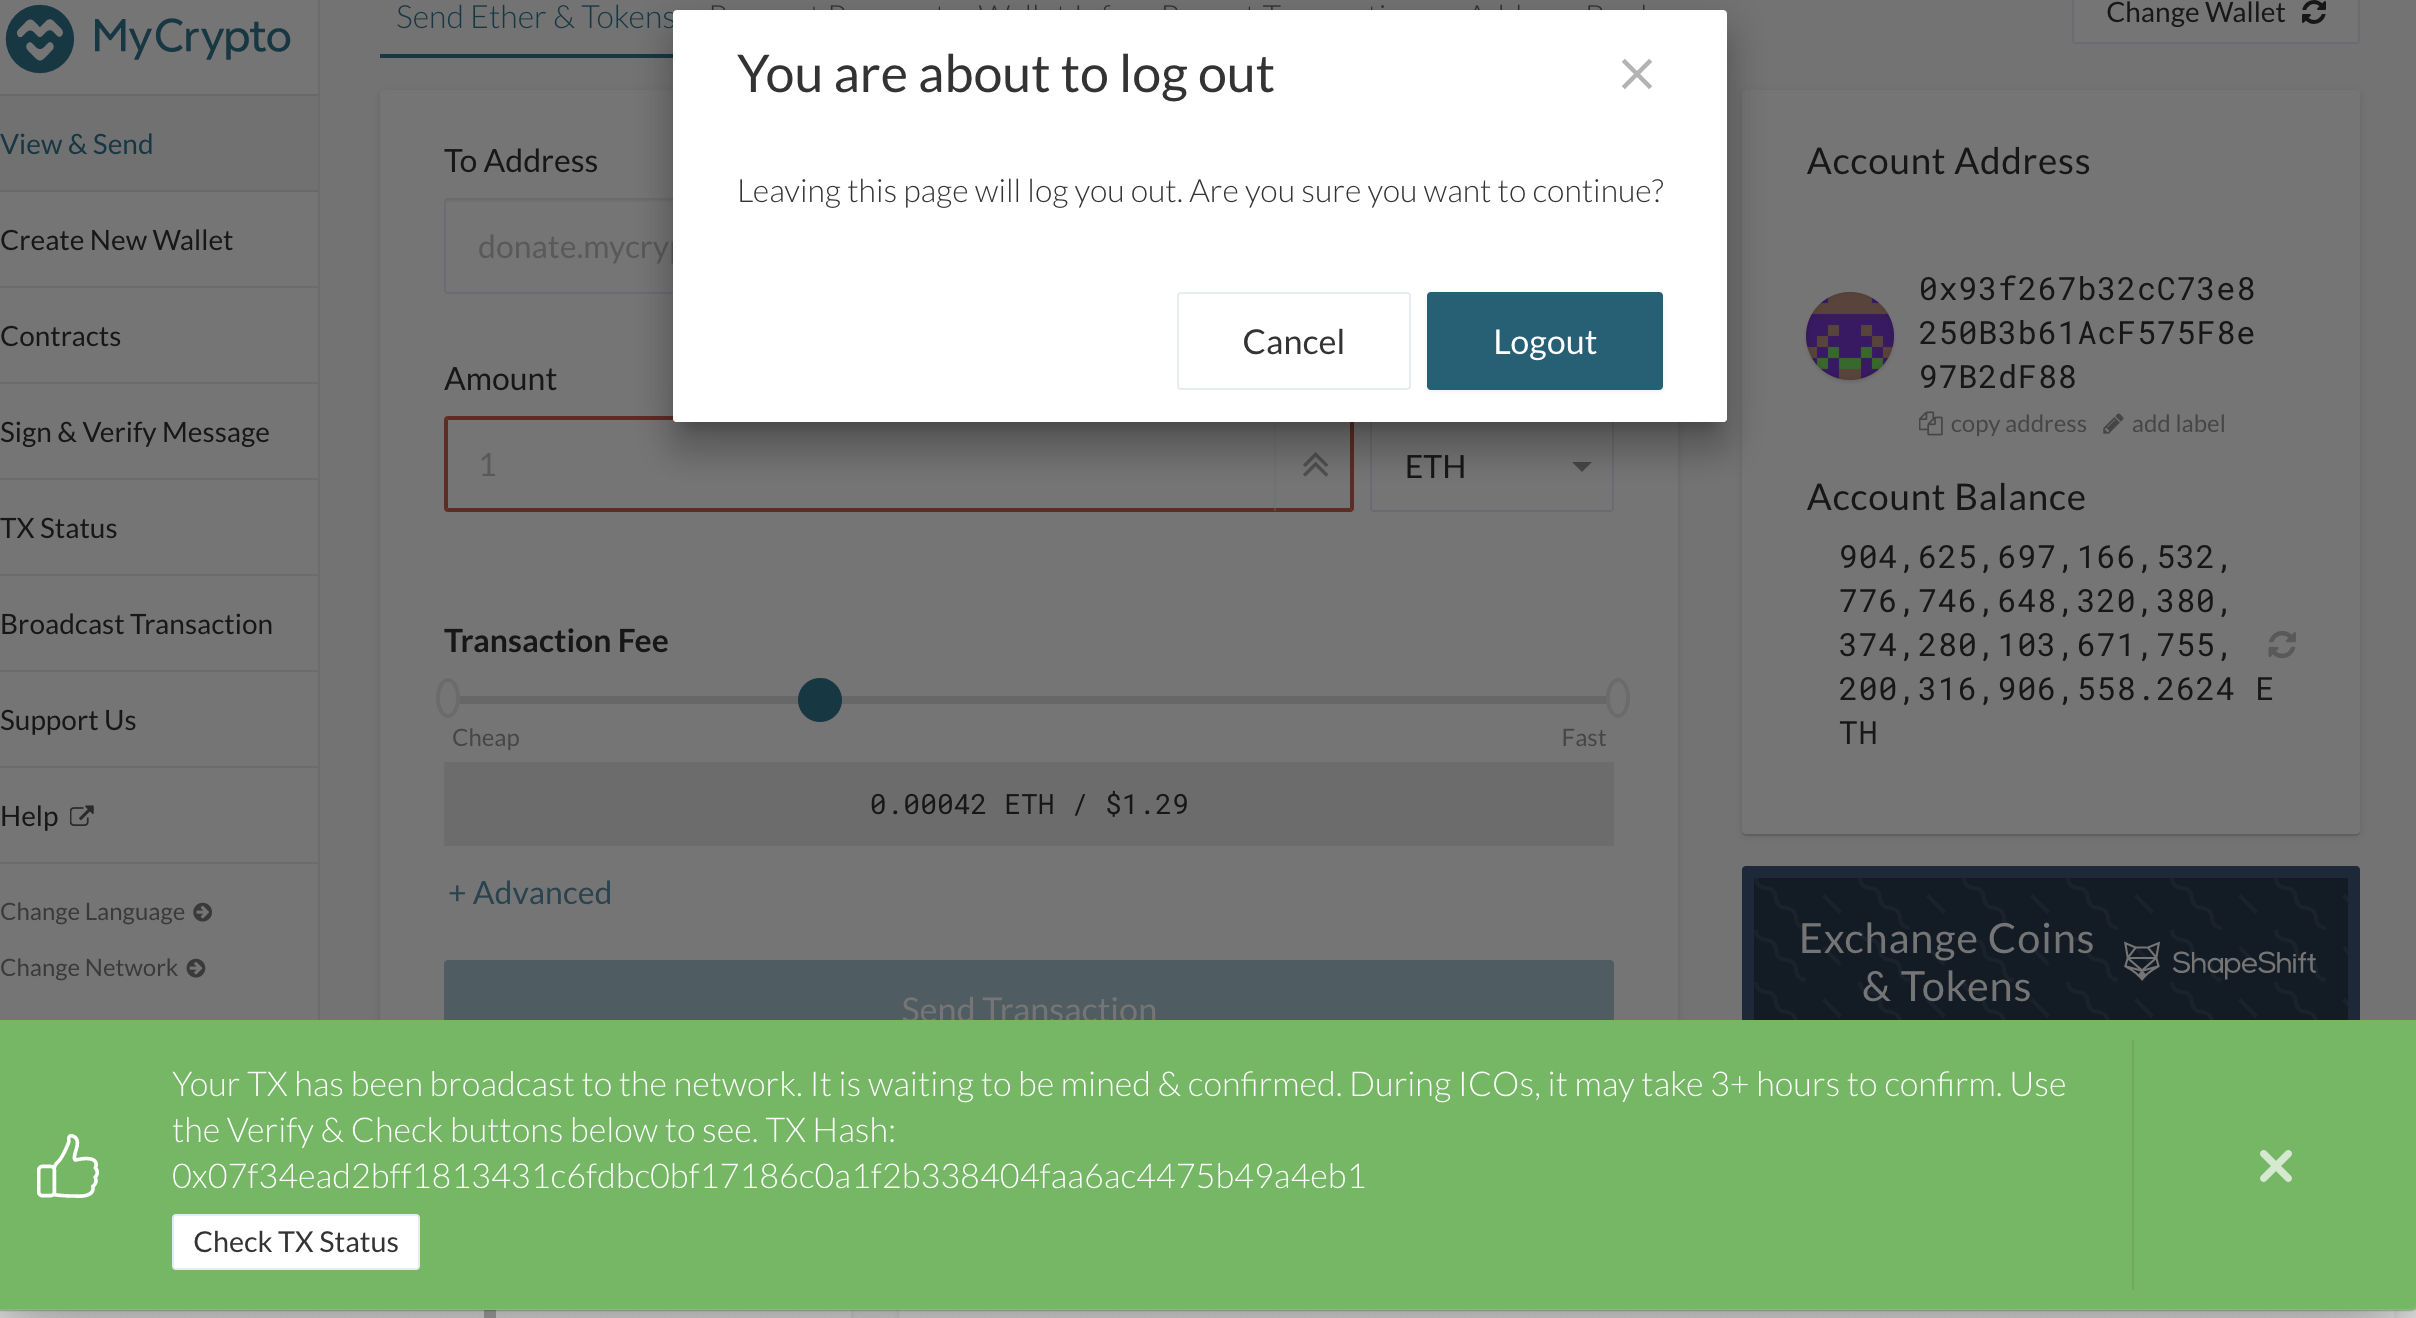 MyCrypto
View & Send
Create New Wallet
Contracts
Sign & Verify Message
TX Status
Broadcast Transaction
Support Us
Help
Change Language
Change Network
Send Ether & Tokens
Change Wallet
You are about to log out
Leaving this page will log you out. Are you sure you want to continue?
Cancel
Logout
To Address
Amount
1
ETH
Transaction Fee
Cheap
Fast
0.00042 ETH / $1.29
+ Advanced
Send Transaction
Account Address
0x93f267b32cC73e8
250B3b61AcF575F8e
97B2dF88
copy address
add label
Account Balance
904,625,697,166,532,
776,746,648,320,380,
374,280,103,671,755,
200,316,906,558.2624 E
TH
Exchange Coins
& Tokens
ShapeShift
Your TX has been broadcast to the network. It is waiting to be mined & confirmed. During ICOs, it may take 3+ hours to confirm. Use
the Verify & Check buttons below to see. TX Hash:
0x07f34ead2bff1813431c6fdbc0bf17186c0a1f2b338404faa6ac4475b49a4eb1
Check TX Status